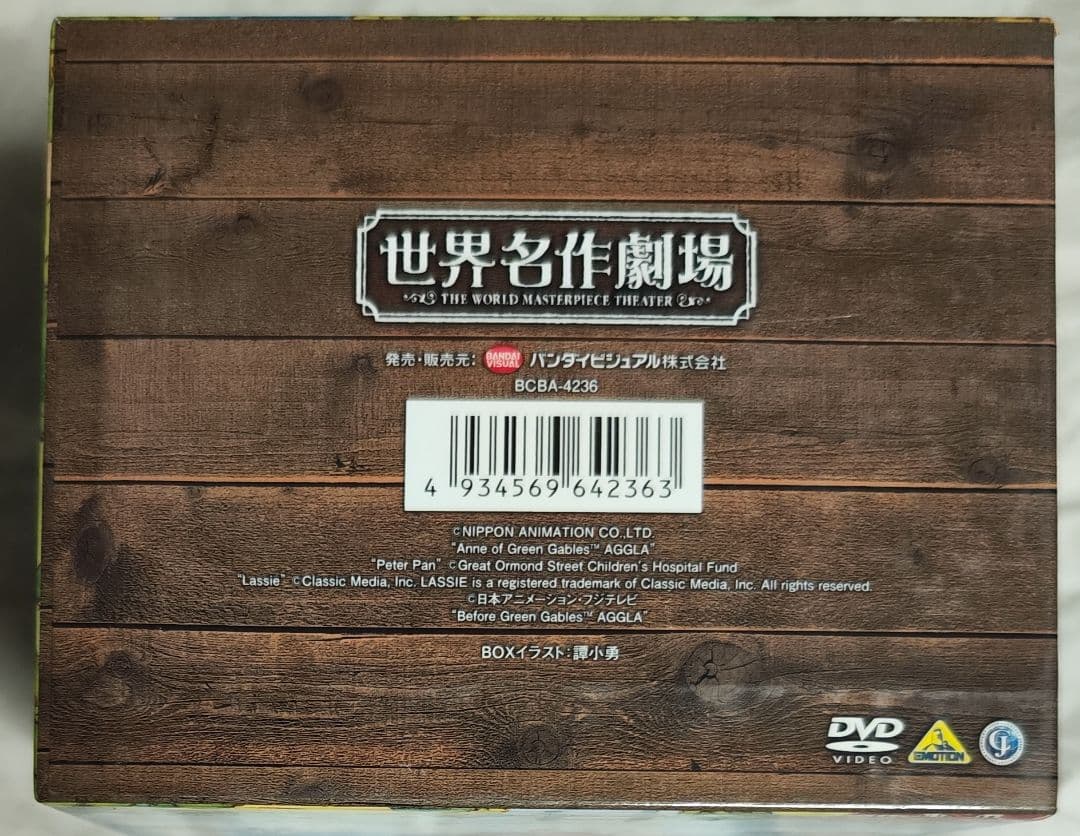 世界名作劇場
THE WORLD MASTERPIECE THEATER
発売・販売元: BANDAI VISUAL バンダイビジュアル株式会社
BCBA-4236
4 934569 642363
©NIPPON ANIMATION CO.,LTD.
"Anne of Green Gables™ AGGLA"
"Peter Pan" ©Great Ormond Street Children's Hospital Fund
"Lassie" ©Classic Media, Inc. LASSIE is a registered trademark of Classic Media, Inc. All rights reserved.
©日本アニメーション・フジテレビ
"Before Green Gables™ AGGLA"
BOXイラスト:譚小勇
DVD VIDEO EMOTION